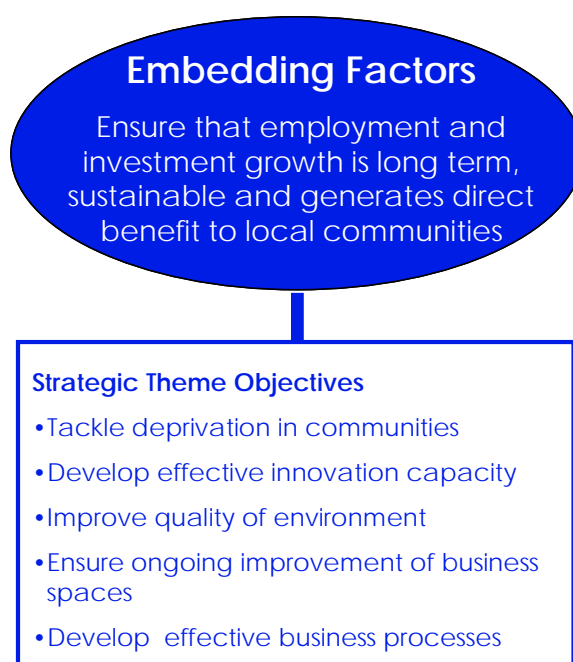 Embedding Factors
Ensure that employment and
investment growth is long term,
sustainable and generates direct
benefit to local communities
Strategic Theme Objectives
•Tackle deprivation in communities
•Develop effective innovation capacity
•Improve quality of environment
•Ensure ongoing improvement of business
spaces
•Develop  effective business processes